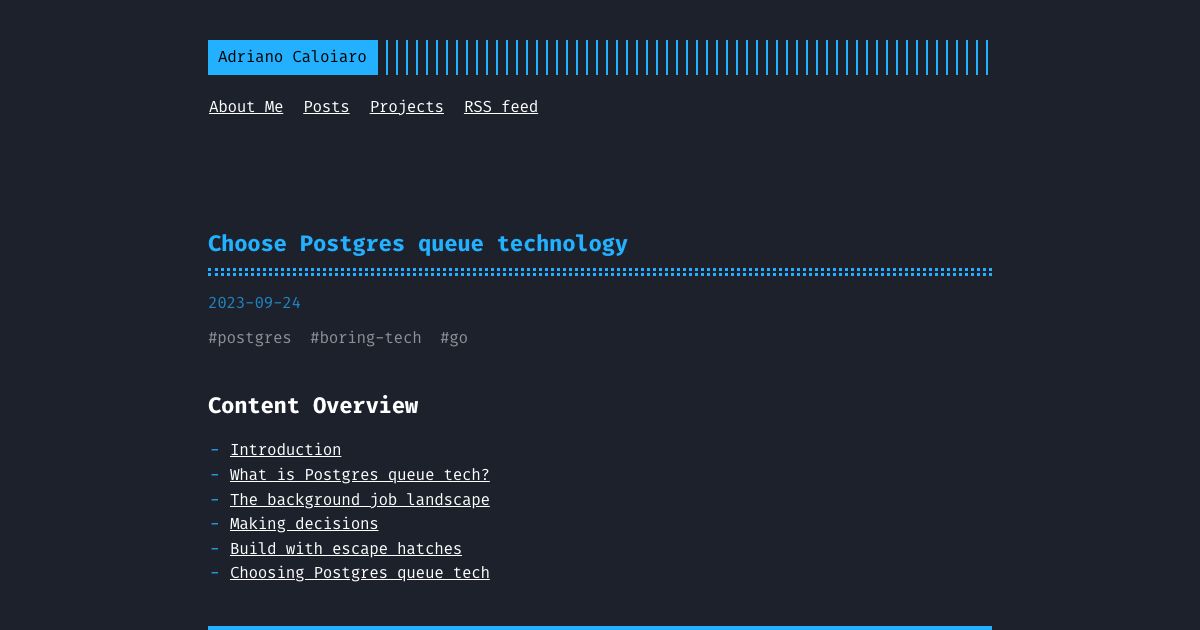 Adriano Caloiaro
About Me Posts Projects RSS feed
Choose Postgres queue technology
2023-09-24
#postgres #boring-tech #go
Content Overview
- Introduction
- What is Postgres queue tech?
- The background job landscape
- Making decisions
- Build with escape hatches
- Choosing Postgres queue tech